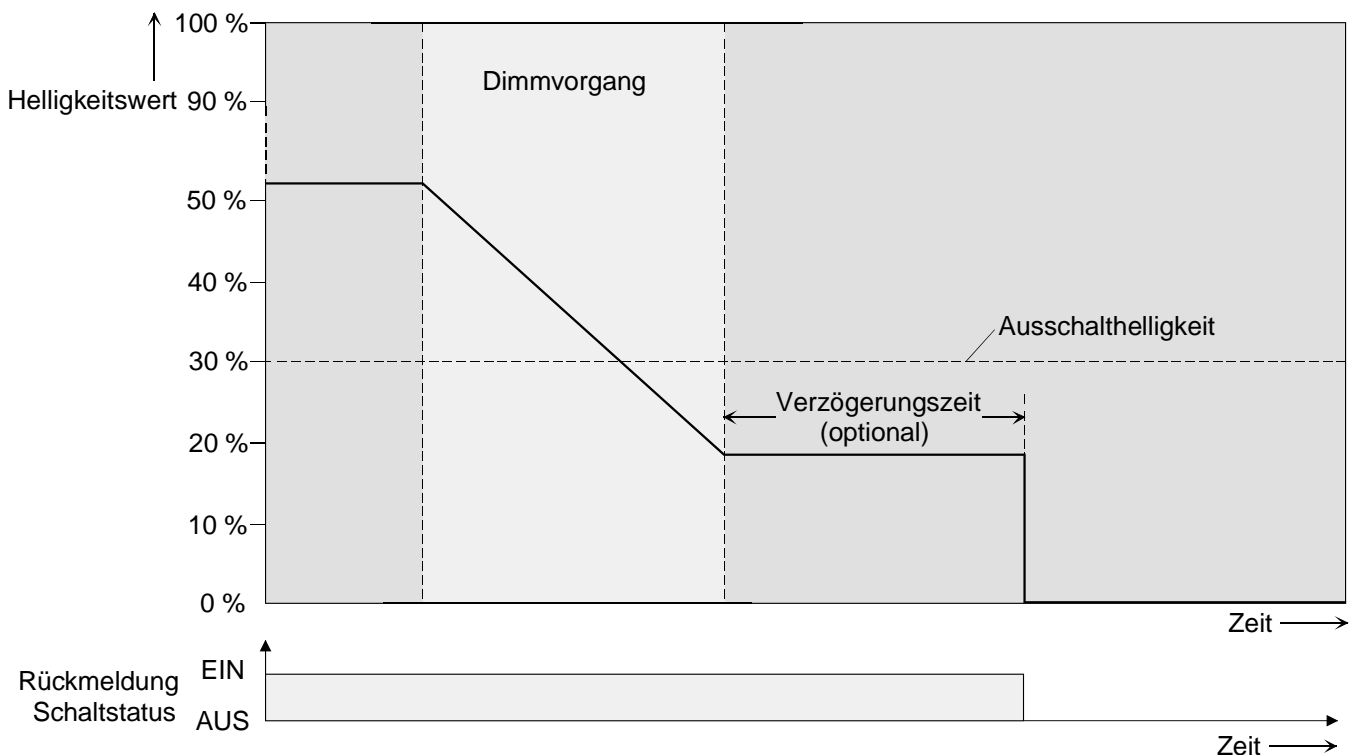 100 %
Helligkeitswert 90 %
Dimmvorgang
50 %
40 %
Ausschalthelligkeit
30 %
Verzögerungszeit
(optional)
20 %
10 %
0 %
Zeit
Rückmeldung
Schaltstatus
EIN
AUS
Zeit